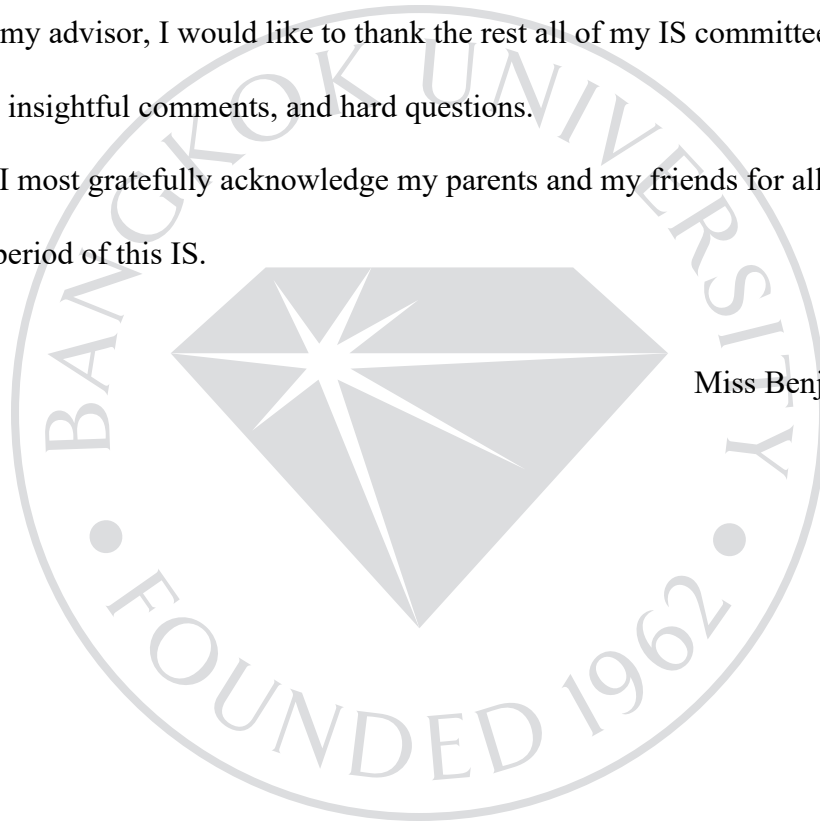 my advisor, I would like to thank the rest all of my IS committee
insightful comments, and hard questions.
I most gratefully acknowledge my parents and my friends for all
period of this IS.
Miss Benj
BANGKOK UNIVERSITY
FOUNDED 1962